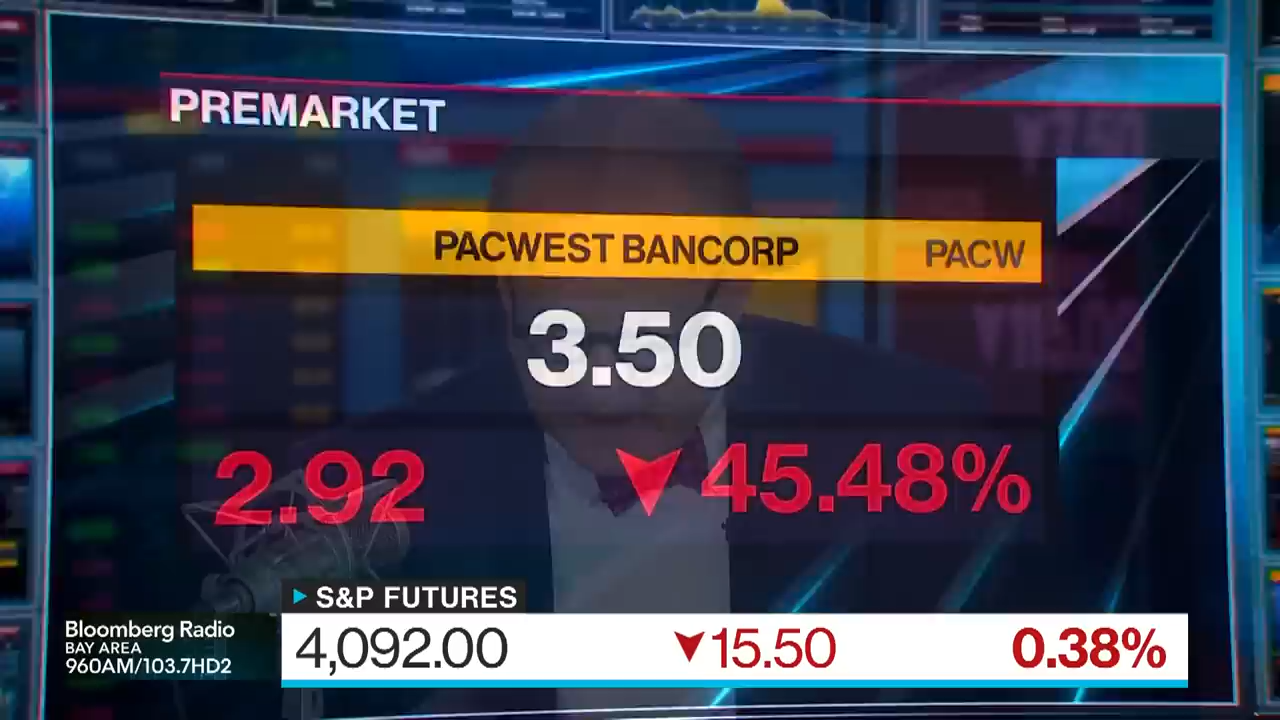 PREMARKET
PACWEST BANCORP PACW
3.50
2.92 ▼45.48%
▶ S&P FUTURES
4,092.00 ▼15.50 0.38%
Bloomberg Radio
BAY AREA
960AM/103.7HD2